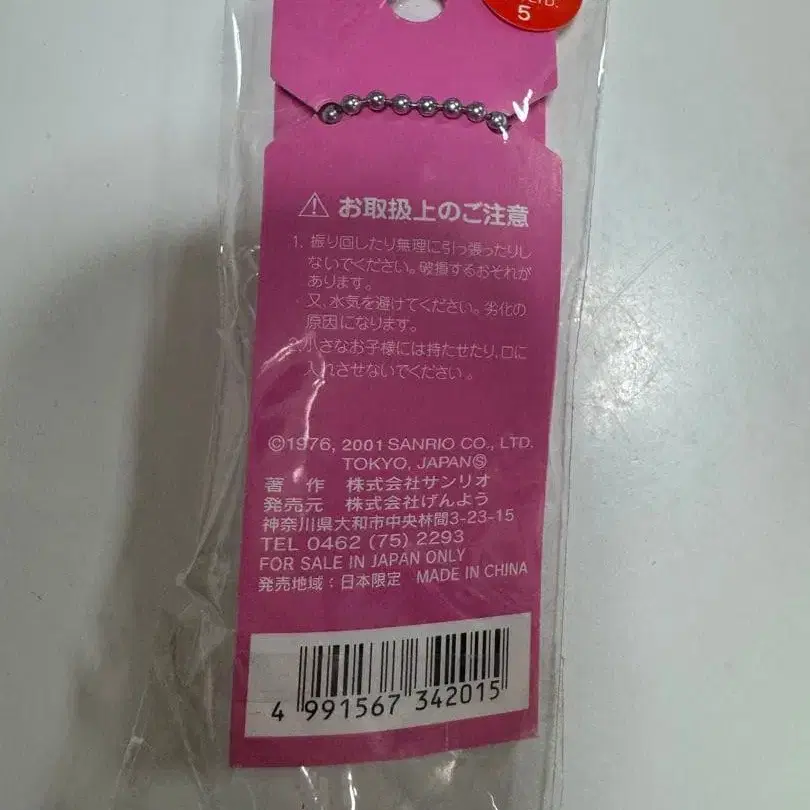 LTD.
5
お取扱上のご注意
1. 振り回したり無理に引っ張ったりし
ないでください。破損するおそれが
あります。
又、水気を避けてください。劣化の
原因になります。
2. 小さなお子様には持たせたり、口に
入れさせないでください。
©1976, 2001 SANRIO CO., LTD.
TOKYO, JAPANⓈ
著 作 株式会社サンリオ
発売元 株式会社げんよう
神奈川県大和市中央林間3-23-15
TEL 0462 (75) 2293
FOR SALE IN JAPAN ONLY
発売地域：日本限定 MADE IN CHINA
4 991567 342015